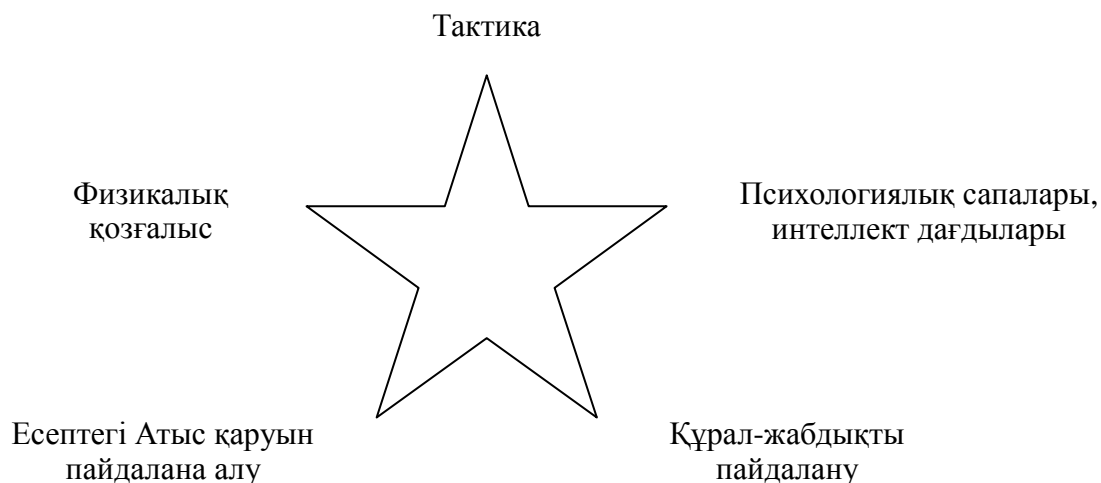 Тактика
Физикалық
қозғалыс
Психологиялық сапалары,
интеллект дағдылары
Есептегі Атыс қаруын
пайдалана алу
Құрал-жабдықты
пайдалану